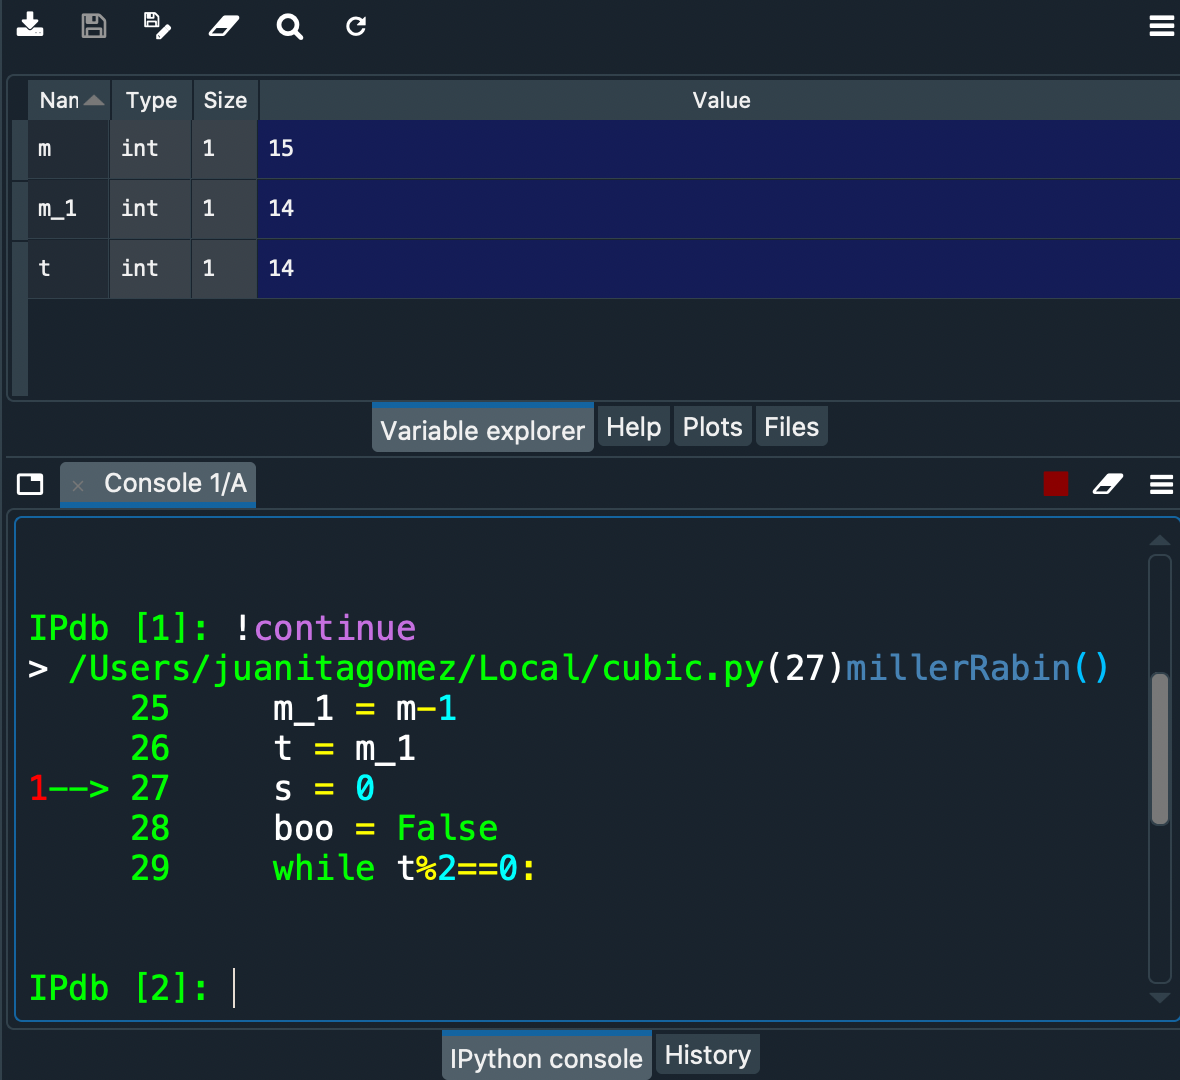 Nan Type Size Value
m int 1 15
m_1 int 1 14
t int 1 14
Variable explorer Help Plots Files
Console 1/A
IPdb [1]: !continue
> /Users/juanitagomez/Local/cubic.py(27)millerRabin()
25 m_1 = m-1
26 t = m_1
1--> 27 s = 0
28 boo = False
29 while t%2==0:
IPdb [2]:
IPython console History